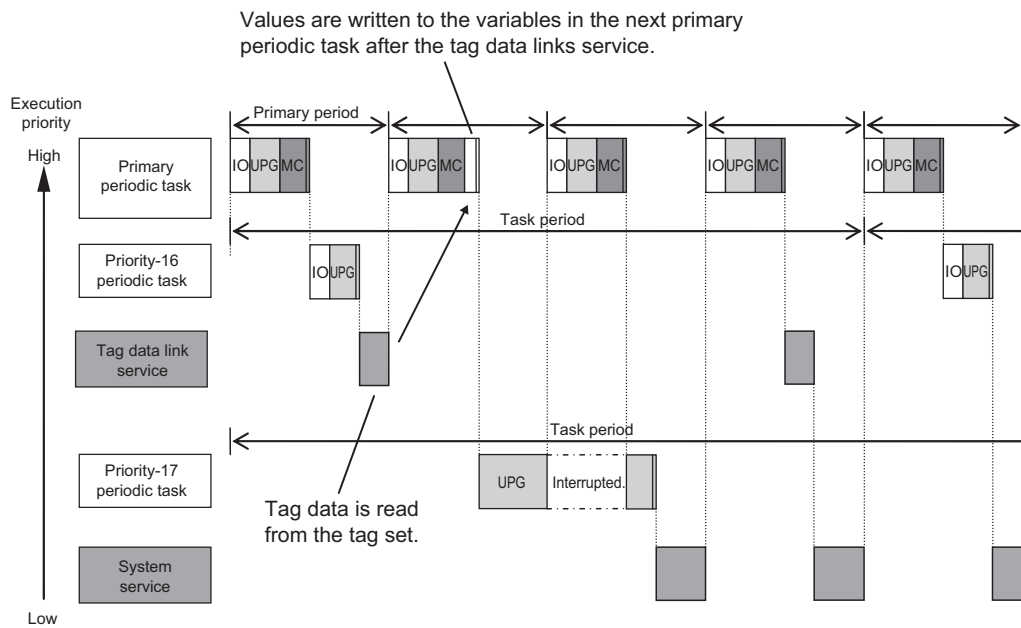 Values are written to the variables in the next primary
periodic task after the tag data links service.
Execution
priority
High
Primary period
Primary
periodic task
IO UPG MC
IO UPG MC
IO UPG MC
IO UPG MC
IO UPG MC
Task period
Priority-16
periodic task
IO UPG
IO UPG
Tag data link
service
Task period
Priority-17
periodic task
UPG
Interrupted.
Tag data is read
from the tag set.
System
service
Low